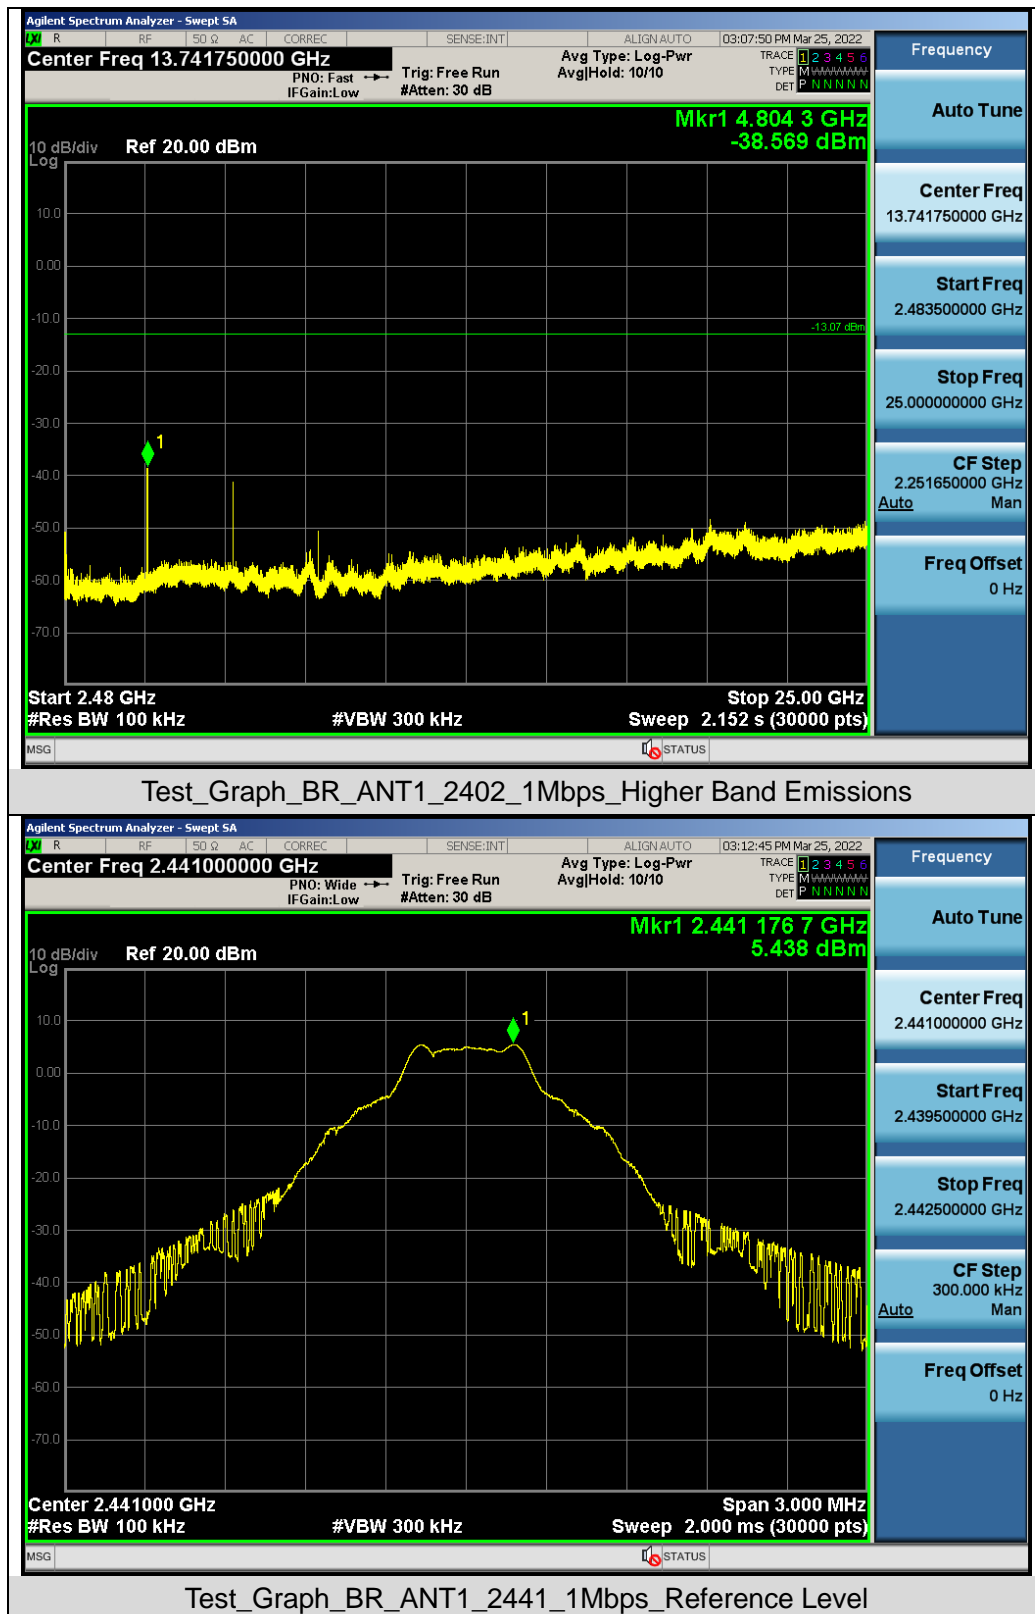 Agilent Spectrum Analyzer - Swept SA
LXI R RF 50 Ω AC CORREC SENSE:INT ALIGN AUTO 03:07:50 PM Mar 25, 2022
Center Freq 13.741750000 GHz
PNO: Fast
IFGain:Low
Trig: Free Run
#Atten: 30 dB
Avg Type: Log-Pwr
Avg|Hold: 10/10
TRACE 1 2 3 4 5 6
TYPE M
DET P N N N N N
Mkr1 4.804 3 GHz
-38.569 dBm
10 dB/div Ref 20.00 dBm
Log
10.0
0.00
-10.0
-13.07 dBm
-20.0
-30.0
1
-40.0
-50.0
-60.0
-70.0
Start 2.48 GHz Stop 25.00 GHz
#Res BW 100 kHz #VBW 300 kHz Sweep 2.152 s (30000 pts)
MSG STATUS
Frequency
Auto Tune
Center Freq
13.741750000 GHz
Start Freq
2.483500000 GHz
Stop Freq
25.000000000 GHz
CF Step
2.251650000 GHz
Auto Man
Freq Offset
0 Hz
Test_Graph_BR_ANT1_2402_1Mbps_Higher Band Emissions
Agilent Spectrum Analyzer - Swept SA
LXI R RF 50 Ω AC CORREC SENSE:INT ALIGN AUTO 03:12:45 PM Mar 25, 2022
Center Freq 2.441000000 GHz
PNO: Wide
IFGain:Low
Trig: Free Run
#Atten: 30 dB
Avg Type: Log-Pwr
Avg|Hold: 10/10
TRACE 1 2 3 4 5 6
TYPE M
DET P N N N N N
Mkr1 2.441 176 7 GHz
5.438 dBm
10 dB/div Ref 20.00 dBm
Log
10.0
1
0.00
-10.0
-20.0
-30.0
-40.0
-50.0
-60.0
-70.0
Center 2.441000 GHz Span 3.000 MHz
#Res BW 100 kHz #VBW 300 kHz Sweep 2.000 ms (30000 pts)
MSG STATUS
Frequency
Auto Tune
Center Freq
2.441000000 GHz
Start Freq
2.439500000 GHz
Stop Freq
2.442500000 GHz
CF Step
300.000 kHz
Auto Man
Freq Offset
0 Hz
Test_Graph_BR_ANT1_2441_1Mbps_Reference Level